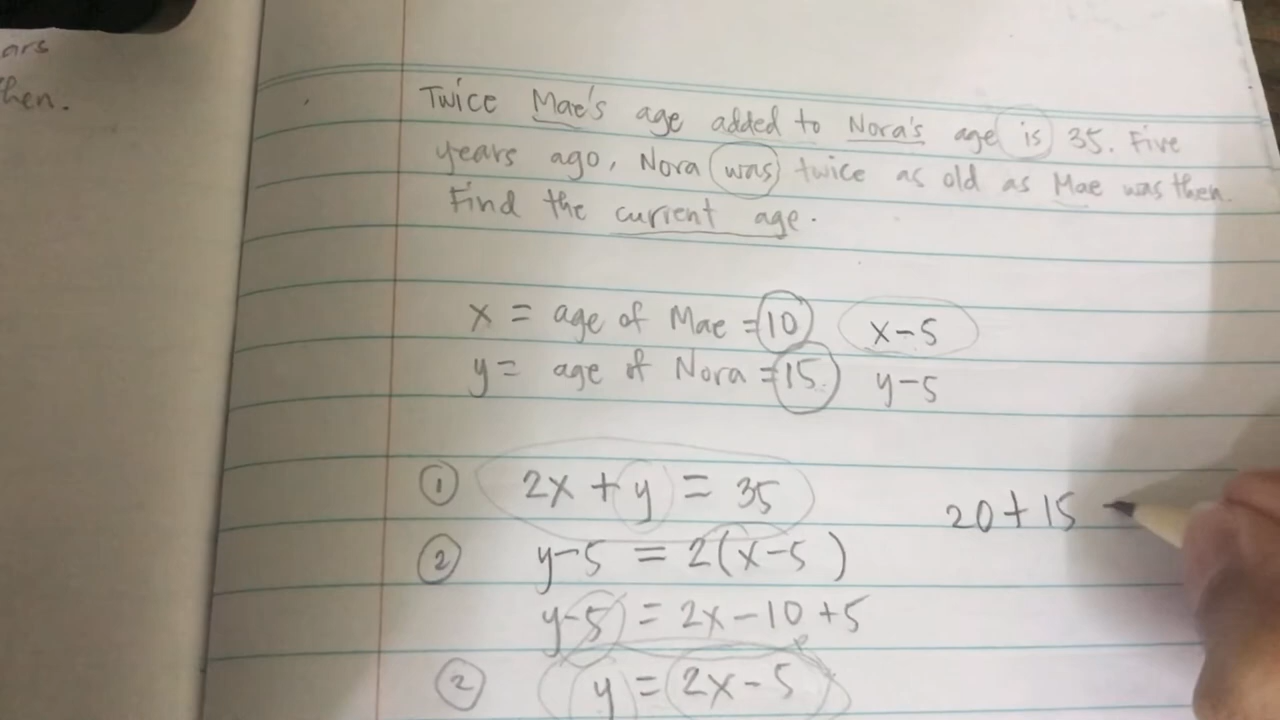 ars
then.
Twice Mae's age added to Nora's age is 35. Five
years ago, Nora was twice as old as Mae was then.
Find the current age.
x = age of Mae = 10 x-5
y = age of Nora = 15 y-5
① 2x + y = 35
20 + 15
② y-5 = 2(x-5)
y-5 = 2x-10+5
② y = 2x-5